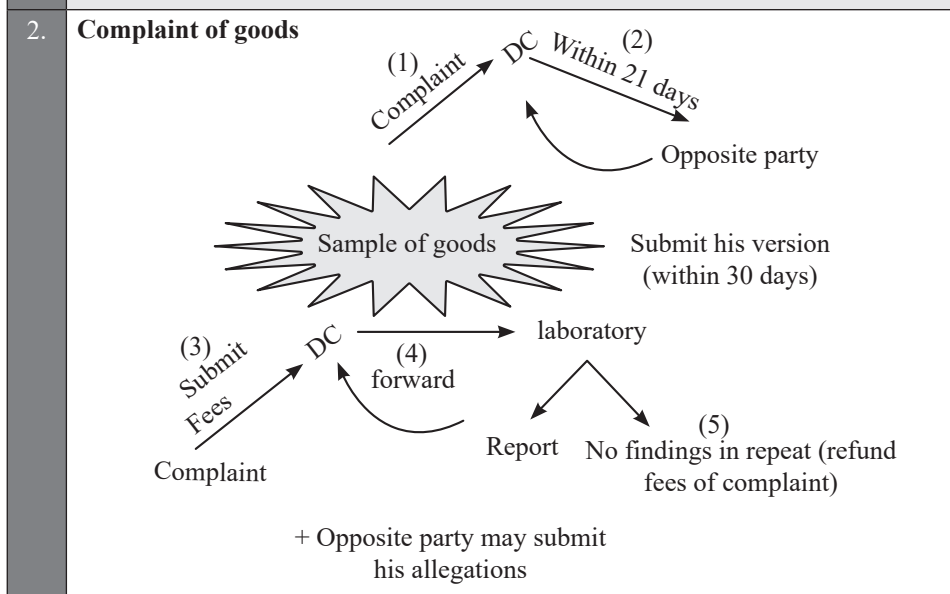 2. Complaint of goods
(1)
Complaint
DC
(2)
Within 21 days
Opposite party
Sample of goods
Submit his version
(within 30 days)
(3)
Submit
Fees
Complaint
DC
(4)
forward
laboratory
Report
(5)
No findings in repeat (refund
fees of complaint)
+ Opposite party may submit
his allegations